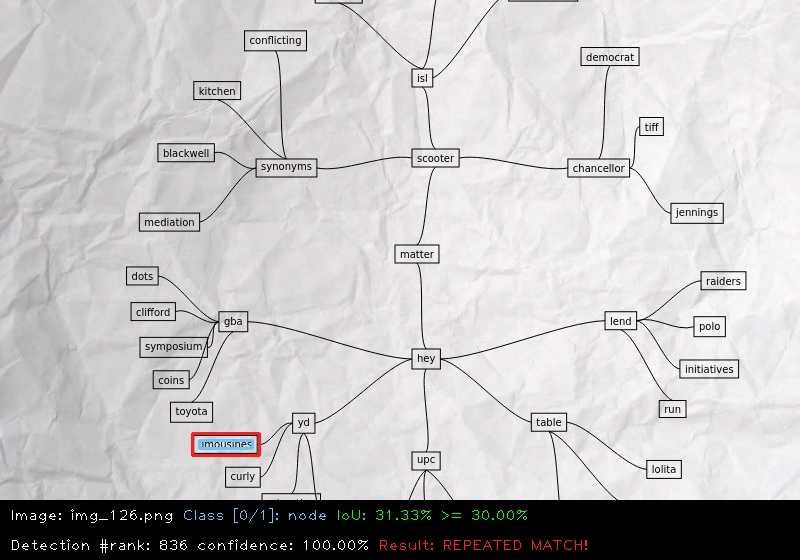 conflicting
democrat
isl
kitchen
tiff
blackwell
synonyms
scooter
chancellor
mediation
jennings
matter
dots
raiders
clifford
gba
lend
polo
symposium
hey
initiatives
coins
toyota
run
yd
table
imousines
curly
upc
lolita
Image: img_126.png Class [0/1]: node IoU: 31.33% >= 30.00%
Detection #rank: 836 confidence: 100.00% Result: REPEATED MATCH!